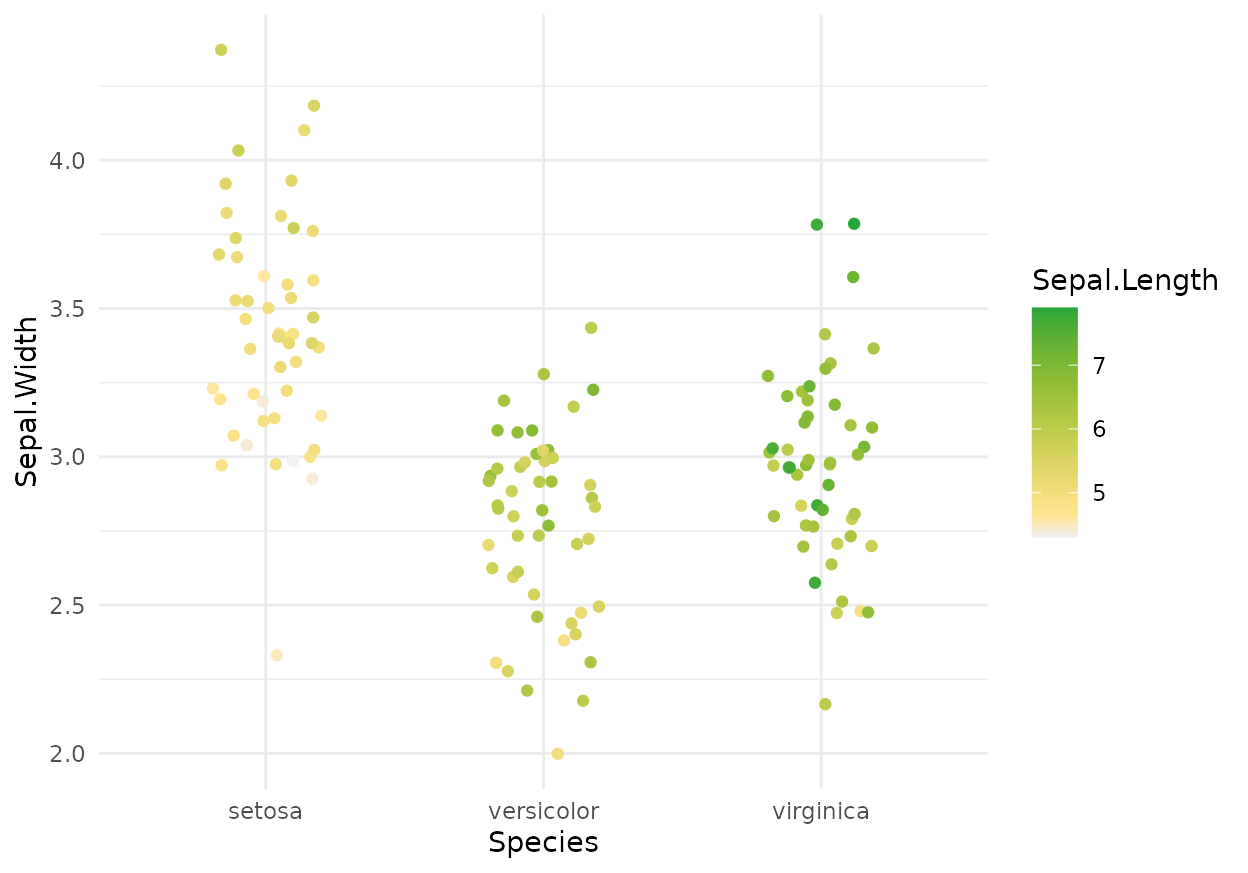 Sepal.Width
4.0
3.5
3.0
2.5
2.0
setosa
versicolor
virginica
Species
Sepal.Length
7
6
5